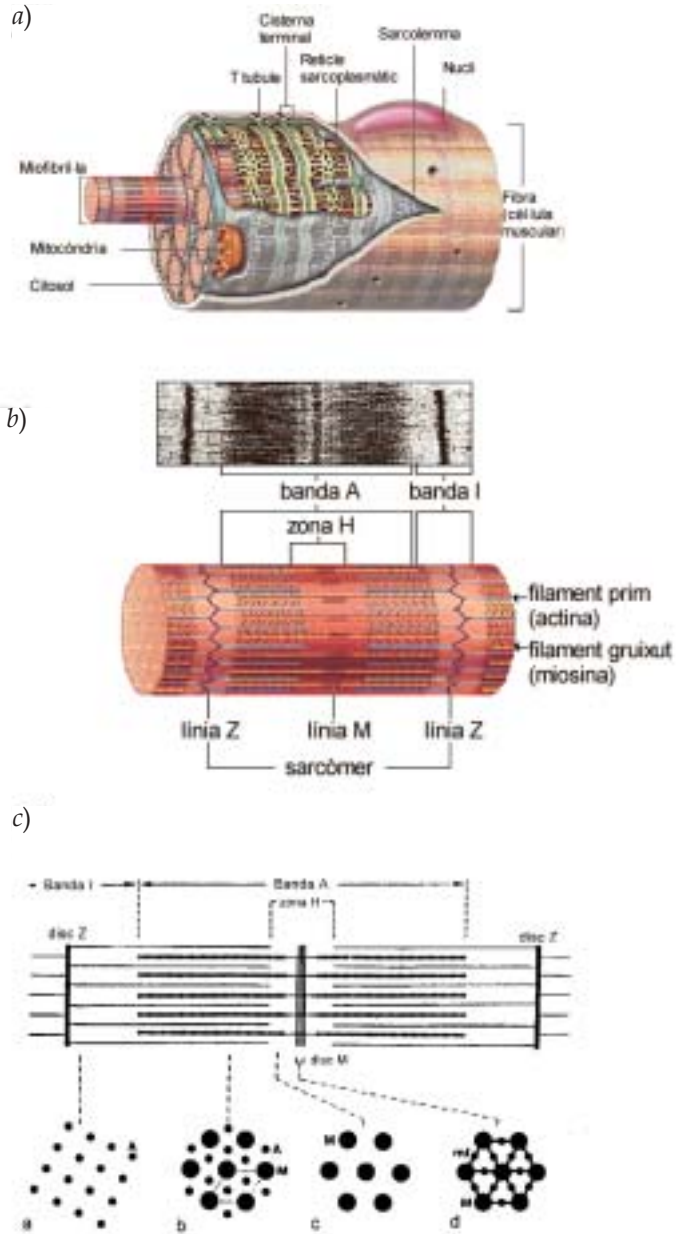 a)
Cisterna
terminal
Sarcolemma
T tubule
Reticle
sarcoplasmàtic
Nucli
Miofibril·la
Fibra
(cèl·lula
muscular)
Mitocòndria
Citosol
b)
banda A
banda I
zona H
filament prim
(actina)
filament gruixut
(miosina)
línia Z
línia M
línia Z
sarcòmer
c)
Banda I
Banda A
zona H
disc Z
disc Z
disc M
A
A
M
M
mf
M
a
b
c
d